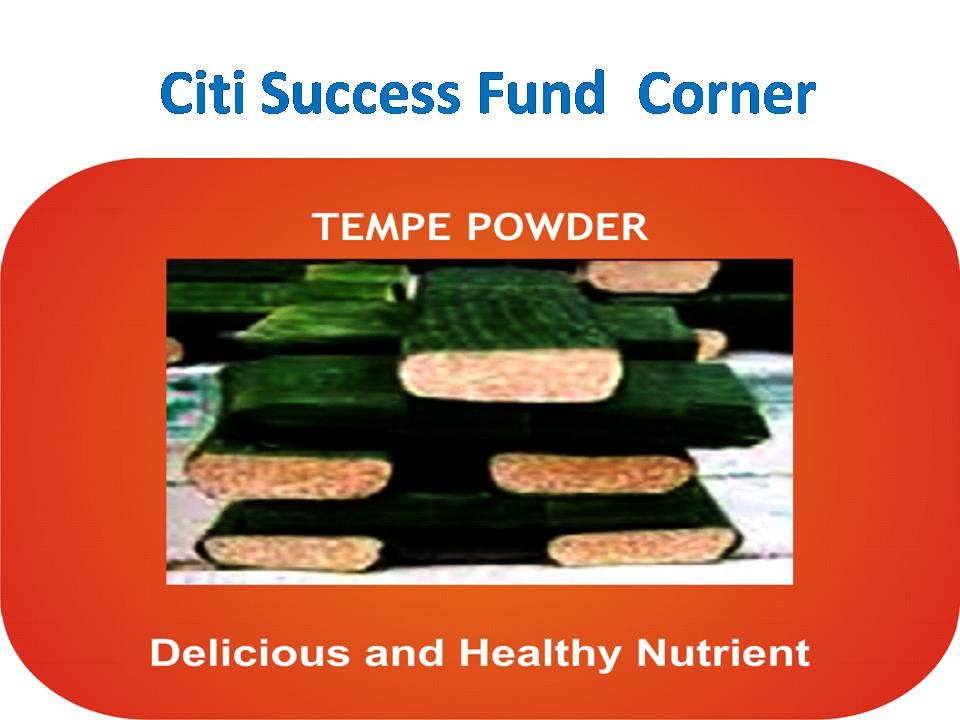 Citi Success Fund  Corner
TEMPE POWDER
Delicious and Healthy Nutrient